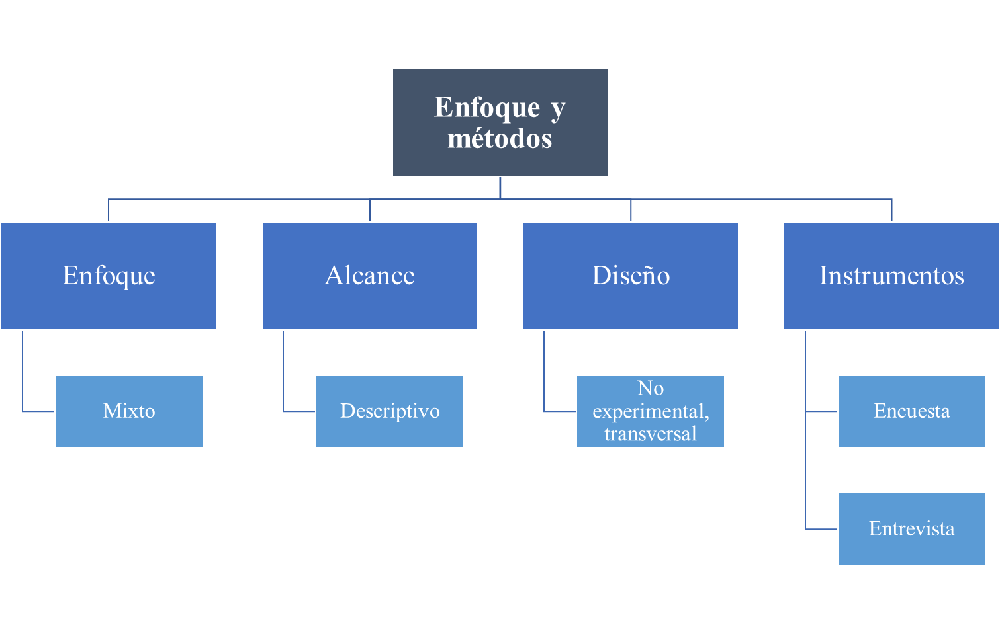 Enfoque y
métodos
Enfoque
Alcance
Diseño
Instrumentos
Mixto
Descriptivo
No
experimental,
transversal
Encuesta
Entrevista